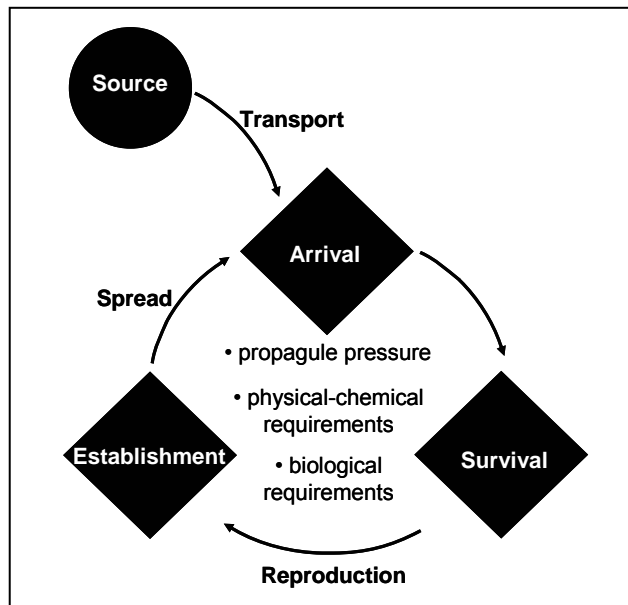 Source
Transport
Arrival
Spread
• propagule pressure
• physical-chemical
requirements
• biological
requirements
Establishment
Survival
Reproduction